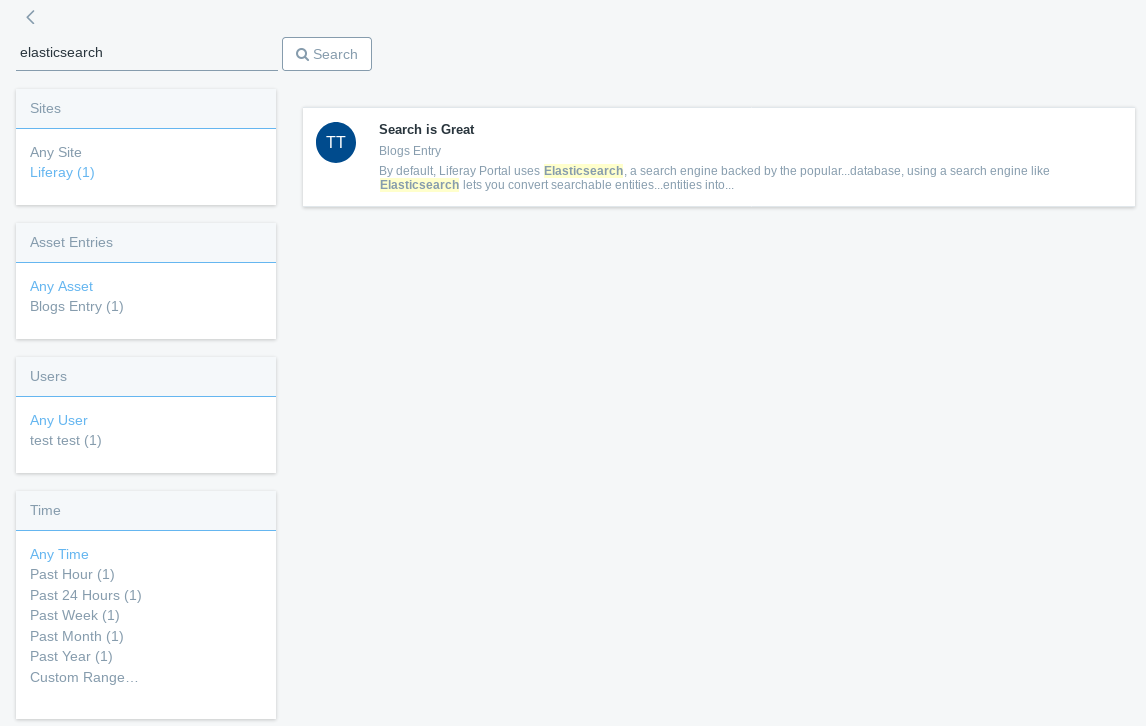 elasticsearch
Search
Sites
Any Site
Liferay (1)
Asset Entries
Any Asset
Blogs Entry (1)
Users
Any User
test test (1)
Time
Any Time
Past Hour (1)
Past 24 Hours (1)
Past Week (1)
Past Month (1)
Past Year (1)
Custom Range…
TT
Search is Great
Blogs Entry
By default, Liferay Portal uses Elasticsearch, a search engine backed by the popular...database, using a search engine like
Elasticsearch lets you convert searchable entities...entities into...